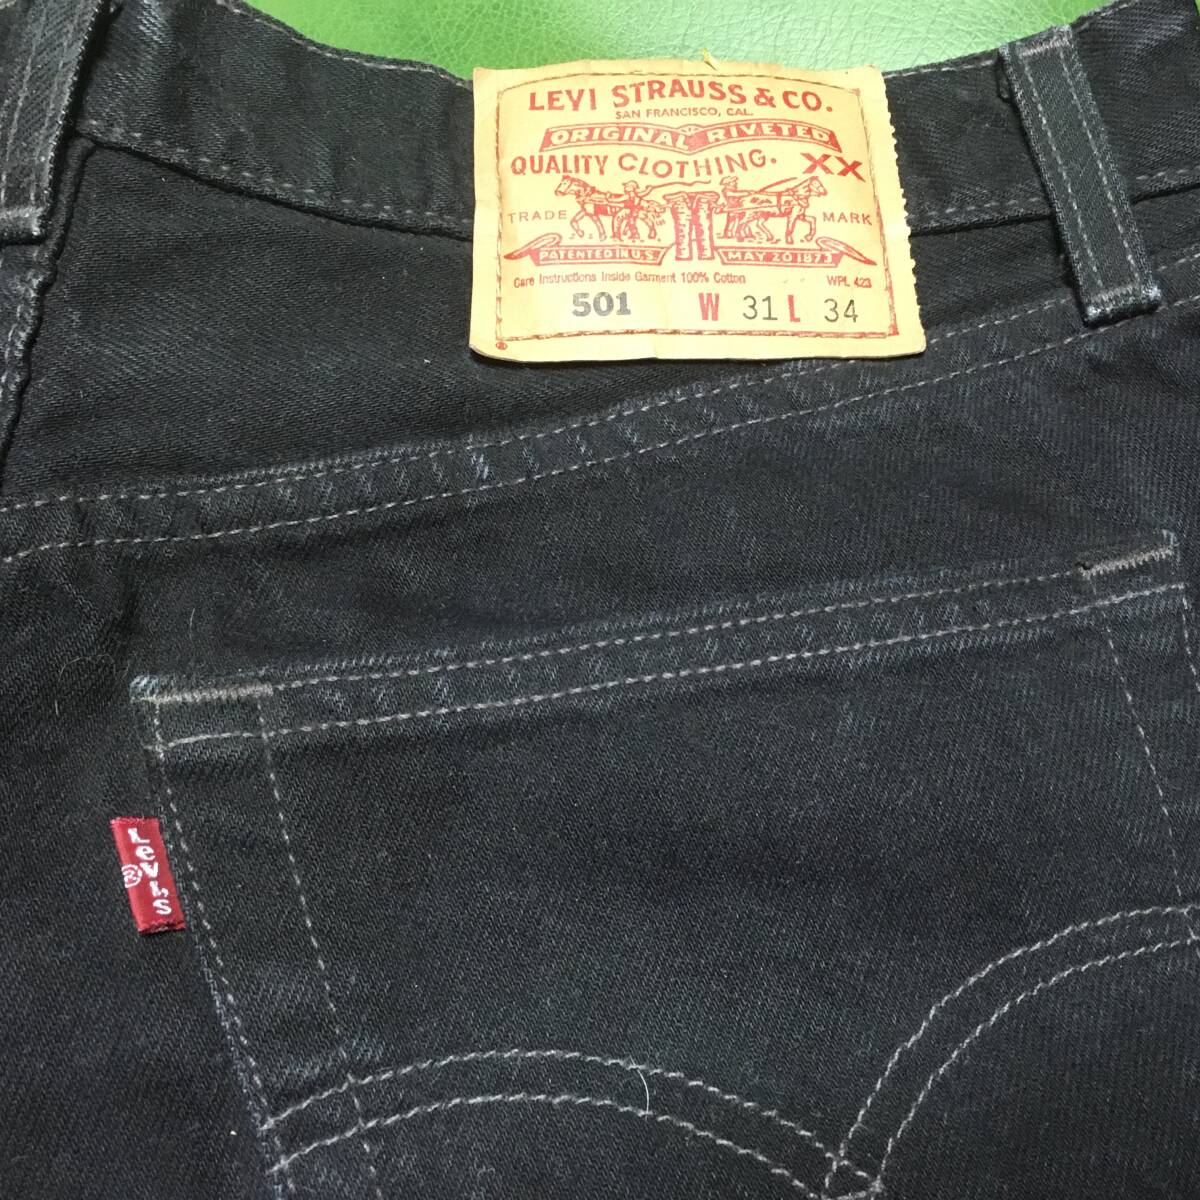 LEVI STRAUSS & CO.
SAN FRANCISCO, CAL.
ORIGINAL RIVETED
QUALITY CLOTHING. XX
TRADE MARK
PATENTED IN U.S. MAY 20 1873
Care Instructions Inside Garment 100% Cotton WPL 423
501 W 31 L 34
®
LEVI'S
®